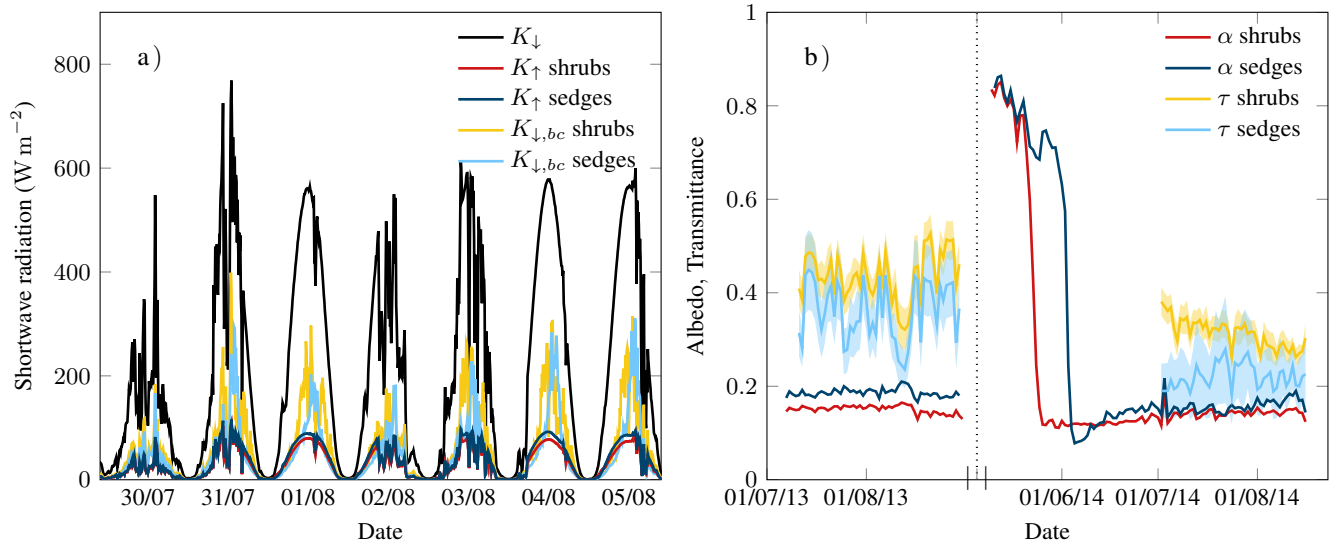 a)
K↓
K↑ shrubs
K↑ sedges
K↓,bc shrubs
K↓,bc sedges
Shortwave radiation (W m−2)
800
600
400
200
0
30/07 31/07 01/08 02/08 03/08 04/08 05/08
Date
b)
α shrubs
α sedges
τ shrubs
τ sedges
Albedo, Transmittance
1
0.8
0.6
0.4
0.2
0
01/07/13 01/08/13 01/06/14 01/07/14 01/08/14
Date